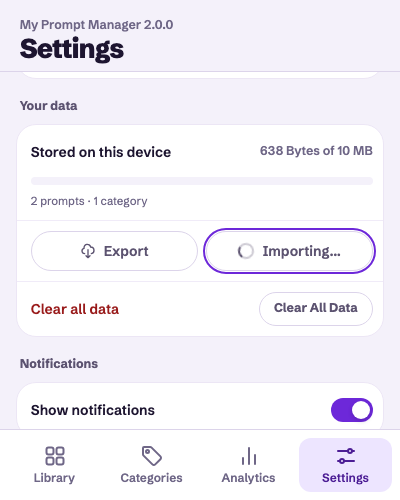 My Prompt Manager 2.0.0
Settings
Your data
Stored on this device
638 Bytes of 10 MB
2 prompts · 1 category
Export
Importing...
Clear all data
Clear All Data
Notifications
Show notifications
Library
Categories
Analytics
Settings